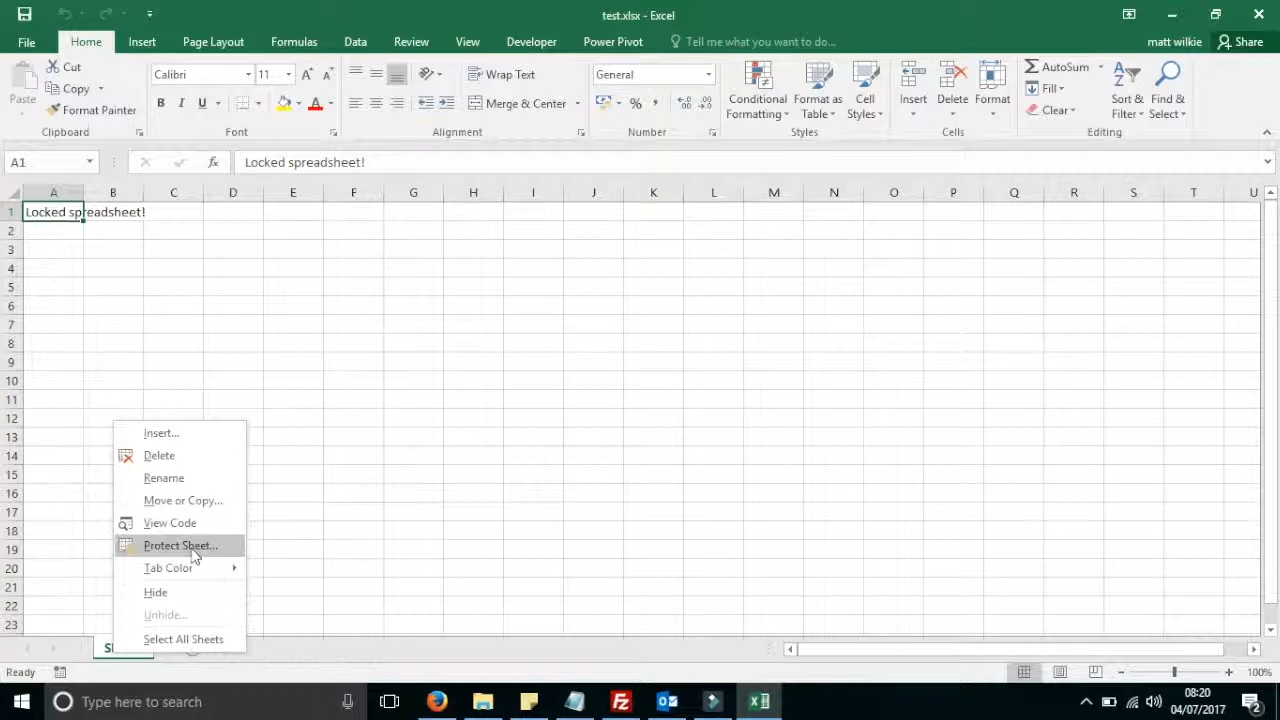 test.xlsx - Excel
File Home Insert Page Layout Formulas Data Review View Developer Power Pivot Tell me what you want to do... matt wilkie Share
Paste
Cut
Copy
Format Painter
Clipboard
Calibri 11 A A
B I U A
Font
Wrap Text
Merge & Center
Alignment
General
% , .0 .00 .00 .0
Number
Conditional Formatting
Format as Table
Cell Styles
Styles
Insert
Delete
Format
Cells
AutoSum
Fill
Clear
Sort & Filter
Find & Select
Editing
A1 fx Locked spreadsheet!
A B C D E F G H I J K L M N O P Q R S T U
1 Locked spreadsheet!
2
3
4
5
6
7
8
9
10
11
12
13
14
15
16
17
18
19
20
21
22
23
Insert...
Delete
Rename
Move or Copy...
View Code
Protect Sheet...
Tab Color
Hide
Unhide...
Select All Sheets
Ready 100%
Type here to search
08:20
04/07/2017
2